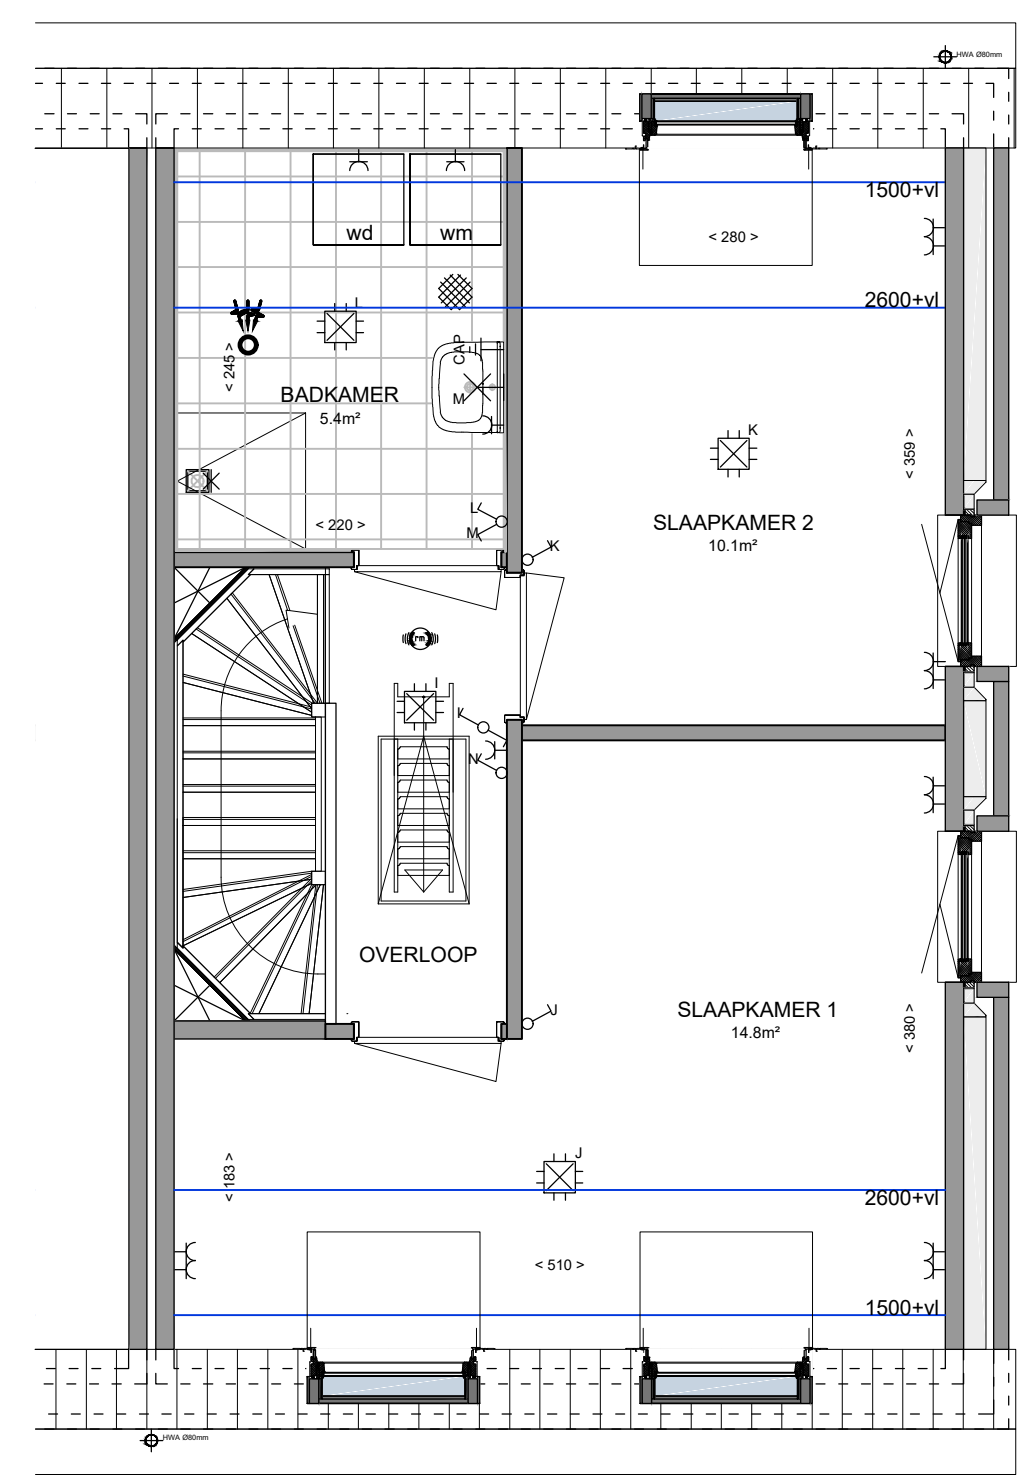 HWA Ø80mm
1500+vl
wd
wm
< 280 >
2600+vl
I
CAP
< 245 >
BADKAMER
5.4m²
M
K
< 359 >
L
M
< 220 >
SLAAPKAMER 2
10.1m²
K
rm
I
N
OVERLOOP
SLAAPKAMER 1
14.8m²
J
< 380 >
J
< 183 >
2600+vl
< 510 >
1500+vl
HWA Ø80mm